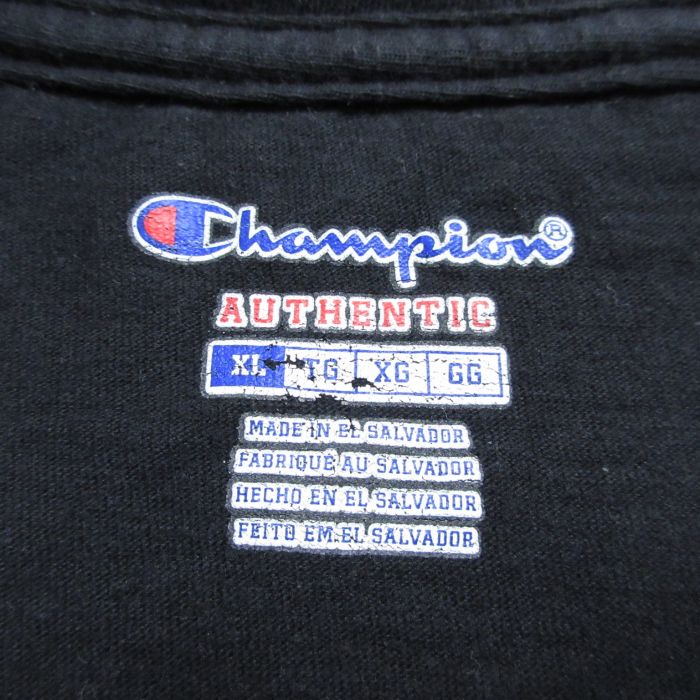 Champion®
AUTHENTIC
XL TG XG GG
MADE IN EL SALVADOR
FABRIQUÉ AU SALVADOR
HECHO EN EL SALVADOR
FEITO EM EL SALVADOR